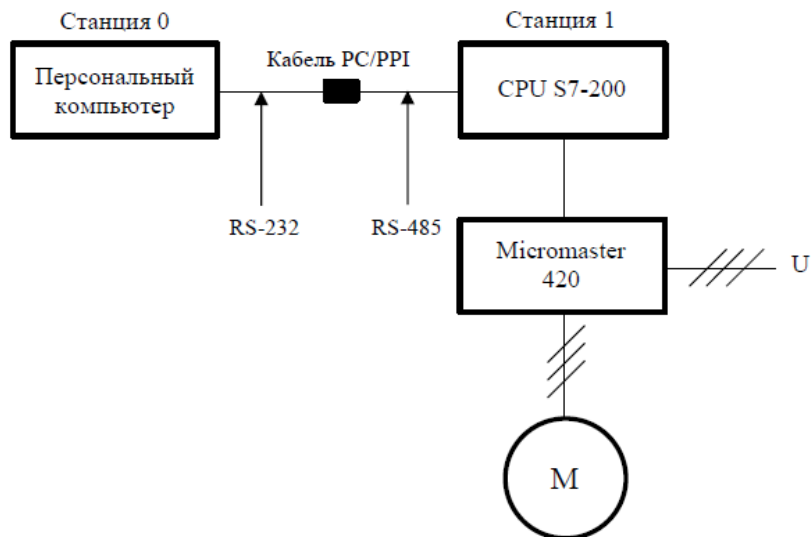 Станция 0
Станция 1
Кабель PC/PPI
Персональный
компьютер
CPU S7-200
RS-232
RS-485
Micromaster
420
U
M